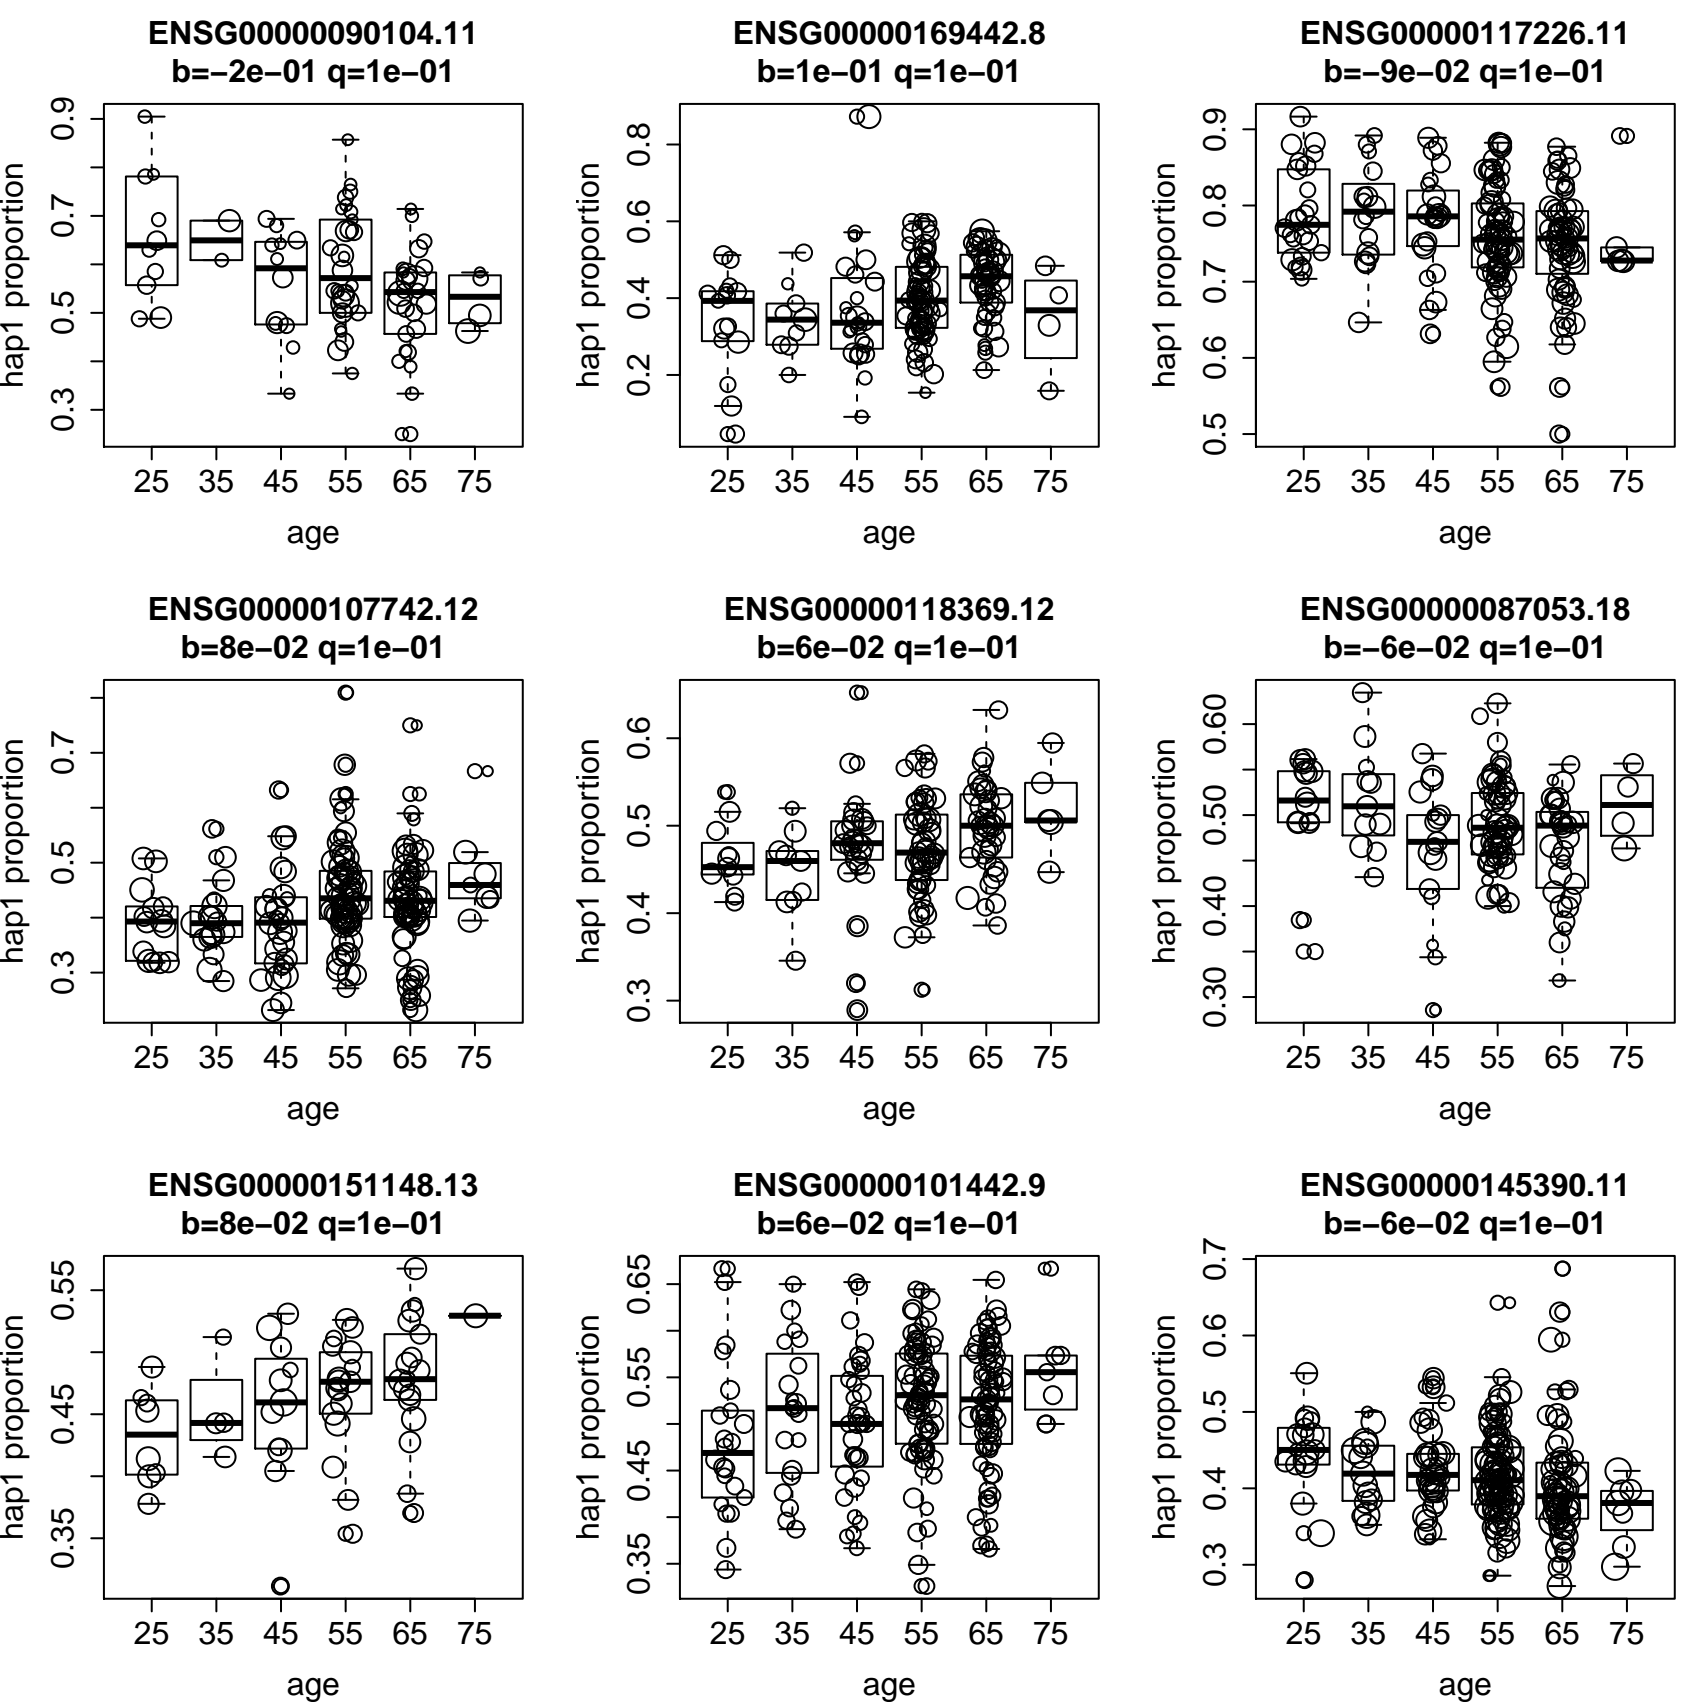 ENSG00000090104.11
b=−2e−01 q=1e−01
hap1 proportion
0.9
0.7
0.5
0.3
25 35 45 55 65 75
age
ENSG00000169442.8
b=1e−01 q=1e−01
hap1 proportion
0.8
0.6
0.4
0.2
25 35 45 55 65 75
age
ENSG00000117226.11
b=−9e−02 q=1e−01
hap1 proportion
0.9
0.8
0.7
0.6
0.5
25 35 45 55 65 75
age
ENSG00000107742.12
b=8e−02 q=1e−01
hap1 proportion
0.7
0.5
0.3
25 35 45 55 65 75
age
ENSG00000118369.12
b=6e−02 q=1e−01
hap1 proportion
0.6
0.5
0.4
0.3
25 35 45 55 65 75
age
ENSG00000087053.18
b=−6e−02 q=1e−01
hap1 proportion
0.60
0.50
0.40
0.30
25 35 45 55 65 75
age
ENSG00000151148.13
b=8e−02 q=1e−01
hap1 proportion
0.55
0.45
0.35
25 35 45 55 65 75
age
ENSG00000101442.9
b=6e−02 q=1e−01
hap1 proportion
0.65
0.55
0.45
0.35
25 35 45 55 65 75
age
ENSG00000145390.11
b=−6e−02 q=1e−01
hap1 proportion
0.7
0.6
0.5
0.4
0.3
25 35 45 55 65 75
age